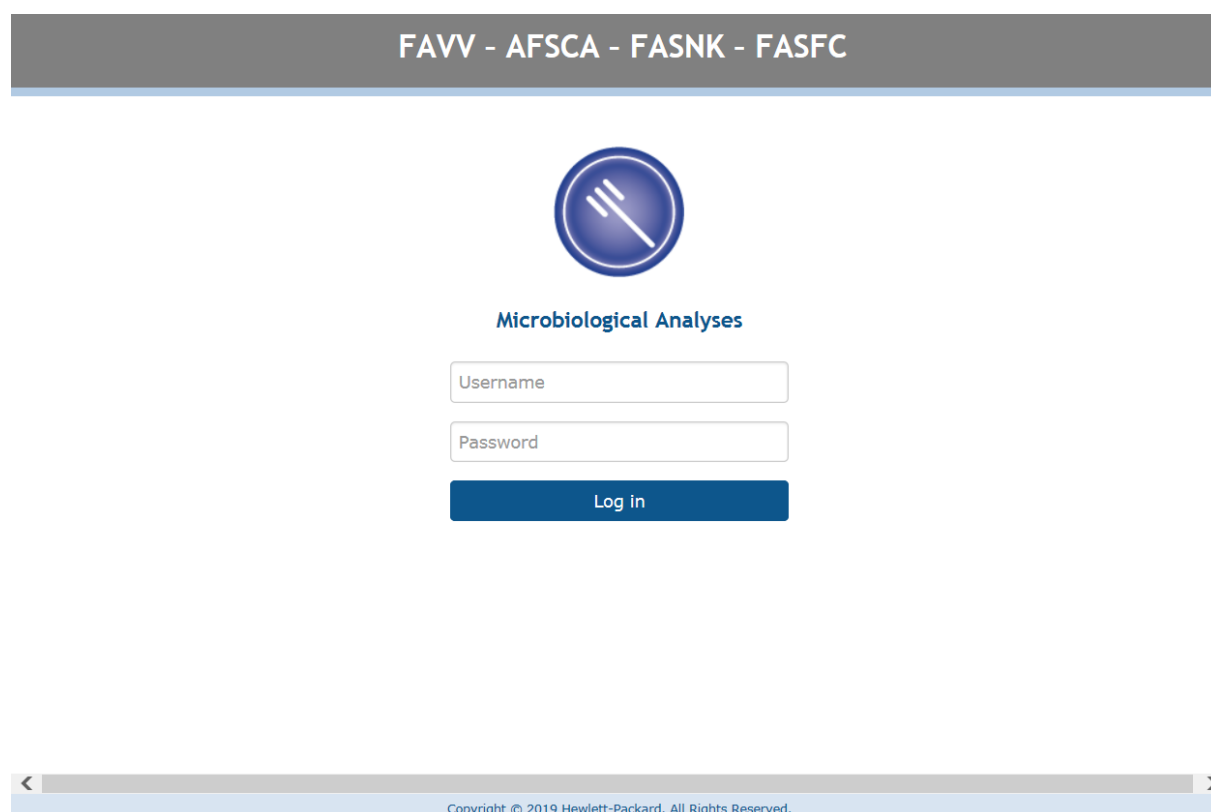 FAVV – AFSCA – FASNK – FASFC
Microbiological Analyses
Username
Password
Log in
Copyright © 2019 Hewlett-Packard. All Rights Reserved.